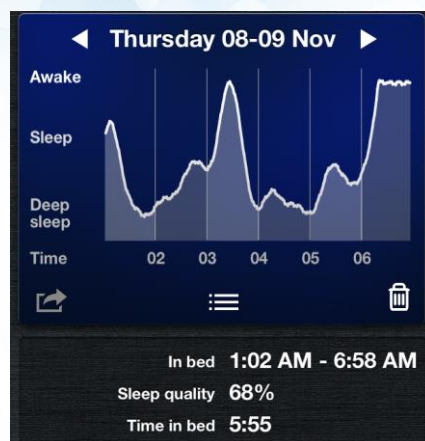 Thursday 08-09 Nov
Awake
Sleep
Deep
sleep
Time 02 03 04 05 06
In bed 1:02 AM - 6:58 AM
Sleep quality 68%
Time in bed 5:55